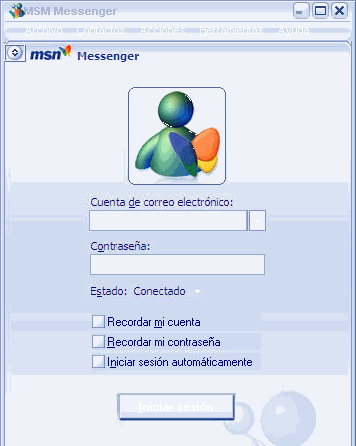 MSM Messenger
Archivo Contactos Acciones Herramientas Ayuda
msn Messenger
Cuenta de correo electrónico:
Contraseña:
Estado: Conectado
Recordar mi cuenta
Recordar mi contraseña
Iniciar sesión automáticamente
Iniciar sesión